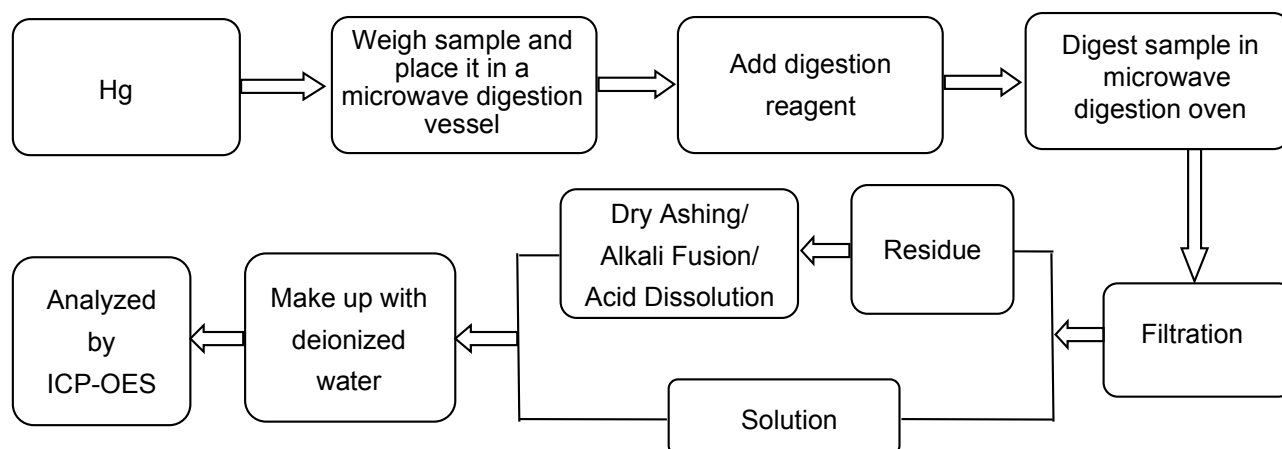 Hg
Weigh sample and
place it in a
microwave digestion
vessel
Add digestion
reagent
Digest sample in
microwave
digestion oven
Filtration
Residue
Dry Ashing/
Alkali Fusion/
Acid Dissolution
Solution
Make up with
deionized
water
Analyzed
by
ICP-OES